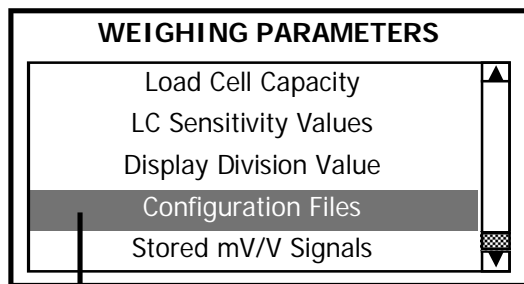 WEIGHING PARAMETERS
Load Cell Capacity
LC Sensitivity Values
Display Division Value
Configuration Files
Stored mV/V Signals